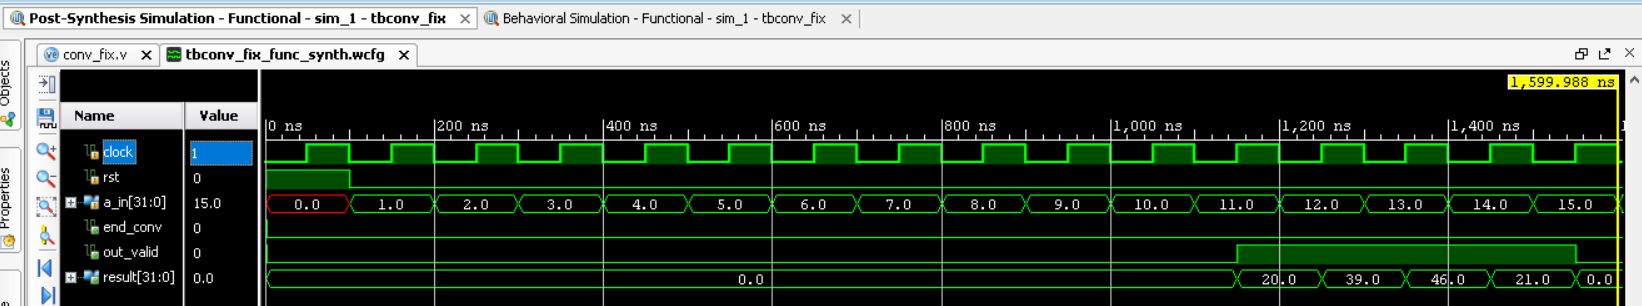 Post-Synthesis Simulation - Functional - sim_1 - tbconv_fix × Behavioral Simulation - Functional - sim_1 - tbconv_fix ×
Objects
Properties
conv_fix.v × tbconv_fix_func_synth.wcfg ×
1,599.988 ns
Name Value
0 ns 200 ns 400 ns 600 ns 800 ns 1,000 ns 1,200 ns 1,400 ns
clock 1
rst 0
a_in[31:0] 15.0 0.0 1.0 2.0 3.0 4.0 5.0 6.0 7.0 8.0 9.0 10.0 11.0 12.0 13.0 14.0 15.0
end_conv 0
out_valid 0
result[31:0] 0.0 0.0 20.0 39.0 46.0 21.0 0.0